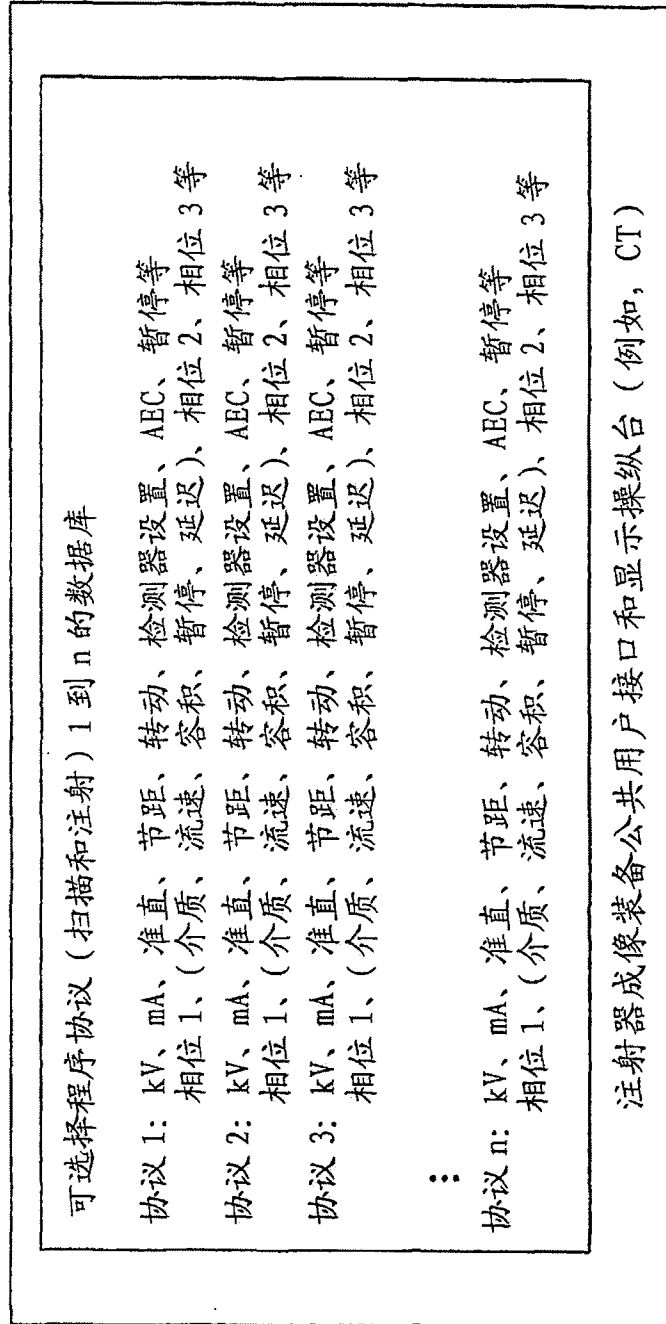 可选择程序协议(扫描和注射)1到n的数据库
协议1: kV、mA、准直、节距、转动、检测器设置、AEC、暂停等
相位1、(介质、流速、容积、暂停、延迟)、相位2、相位3等
协议2: kV、mA、准直、节距、转动、检测器设置、AEC、暂停等
相位1、(介质、流速、容积、暂停、延迟)、相位2、相位3等
协议3: kV、mA、准直、节距、转动、检测器设置、AEC、暂停等
相位1、(介质、流速、容积、暂停、延迟)、相位2、相位3等
⋮
协议n: kV、mA、准直、节距、转动、检测器设置、AEC、暂停等
相位1、(介质、流速、容积、暂停、延迟)、相位2、相位3等
注射器成像装备公共用户接口和显示操纵台(例如, CT)